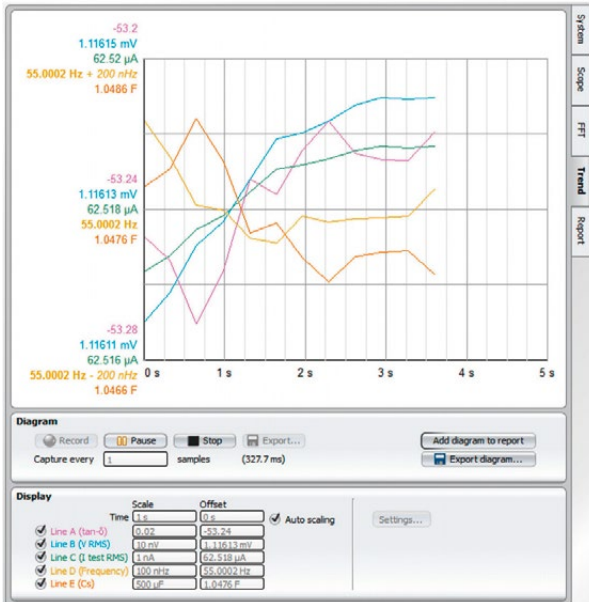 -53.2
1.11615 mV
62.52 µA
55.0002 Hz + 200 nHz
1.0486 F
-53.24
1.11613 mV
62.518 µA
55.0002 Hz
1.0476 F
-53.28
1.11611 mV
62.516 µA
55.0002 Hz - 200 nHz
1.0466 F
0 s 1 s 2 s 3 s 4 s 5 s
System
Scope
FFT
Trend
Report
Diagram
Record Pause Stop Export... Add diagram to report
Capture every 1 samples (327.7 ms) Export diagram...
Display
Scale Offset
Time 1 s 0 s Auto scaling Settings...
Line A (tan-δ) 0.02 -53.24
Line B (V RMS) 10 nV 1.11613 mV
Line C (I test RMS) 1 nA 62.518 µA
Line D (Frequency) 100 nHz 55.0002 Hz
Line E (Cs) 500 µF 1.0476 F